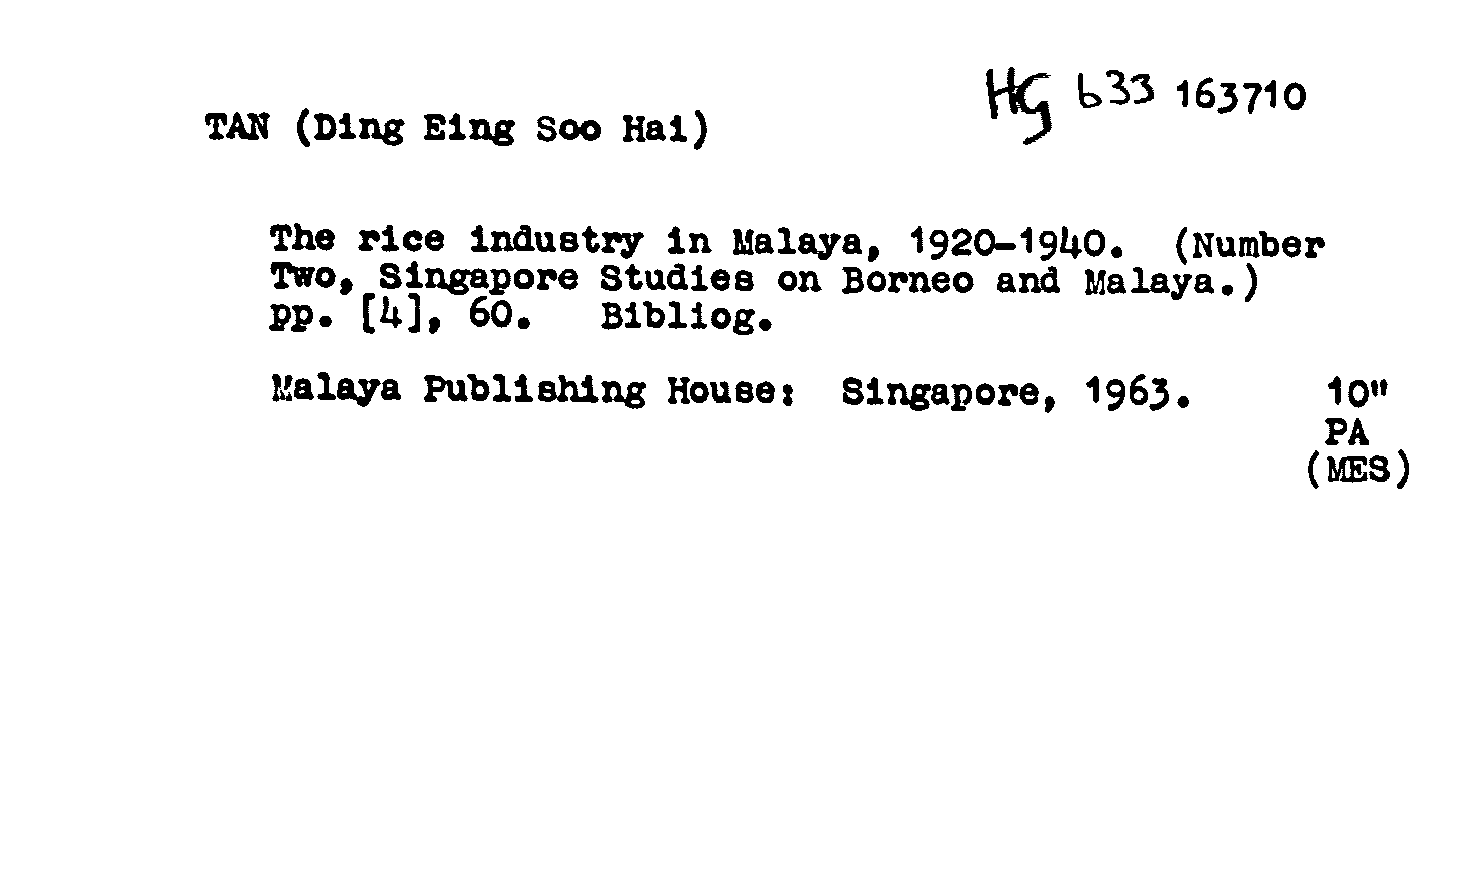 HG 633 163710
TAN (Ding Eing Soo Hai)
The rice industry in Malaya, 1920-1940. (Number
Two, Singapore Studies on Borneo and Malaya.)
pp. [4], 60. Bibliog.
Malaya Publishing House: Singapore, 1963. 10"
PA
(MES)